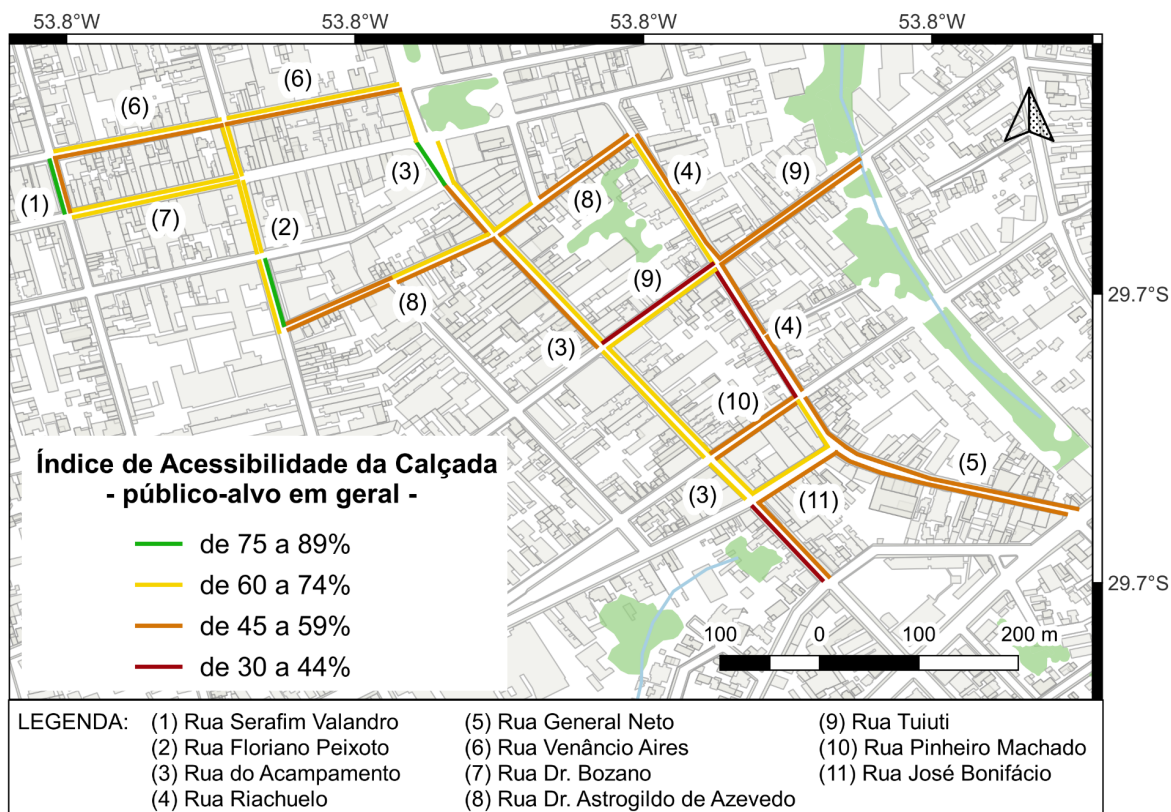 53.8°W 53.8°W 53.8°W 53.8°W
(6)
(6)
(3)
(4)
(9)
(8)
(1)
(7)
(2)
(9)
29.7°S
(8)
(3)
(4)
(10)
Índice de Acessibilidade da Calçada
- público-alvo em geral -
(5)
(3)
(11)
de 75 a 89%
de 60 a 74%
29.7°S
de 45 a 59%
100 0 100 200 m
de 30 a 44%
LEGENDA:
(1) Rua Serafim Valandro
(2) Rua Floriano Peixoto
(3) Rua do Acampamento
(4) Rua Riachuelo
(5) Rua General Neto
(6) Rua Venâncio Aires
(7) Rua Dr. Bozano
(8) Rua Dr. Astrogildo de Azevedo
(9) Rua Tuiuti
(10) Rua Pinheiro Machado
(11) Rua José Bonifácio